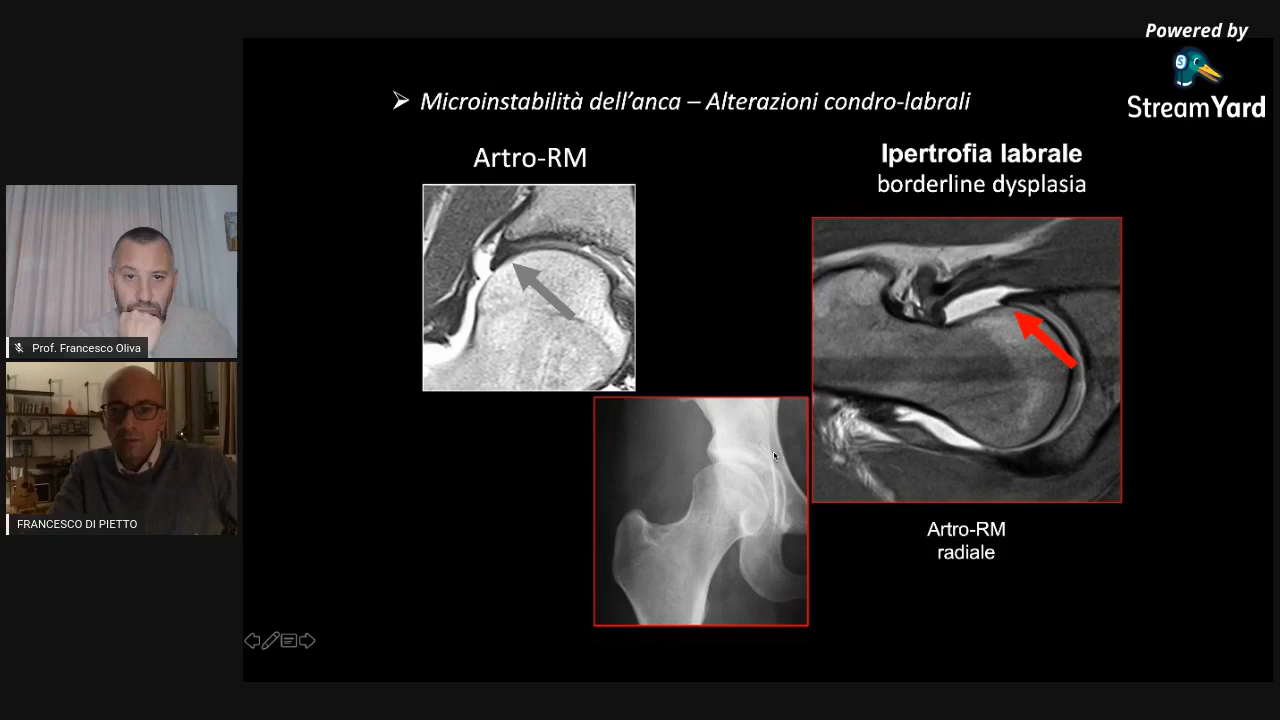 Powered by
StreamYard
➤ Microinstabilità dell'anca – Alterazioni condro-labrali
Artro-RM
Ipertrofia labrale
borderline dysplasia
Artro-RM
radiale
Prof. Francesco Oliva
FRANCESCO DI PIETTO